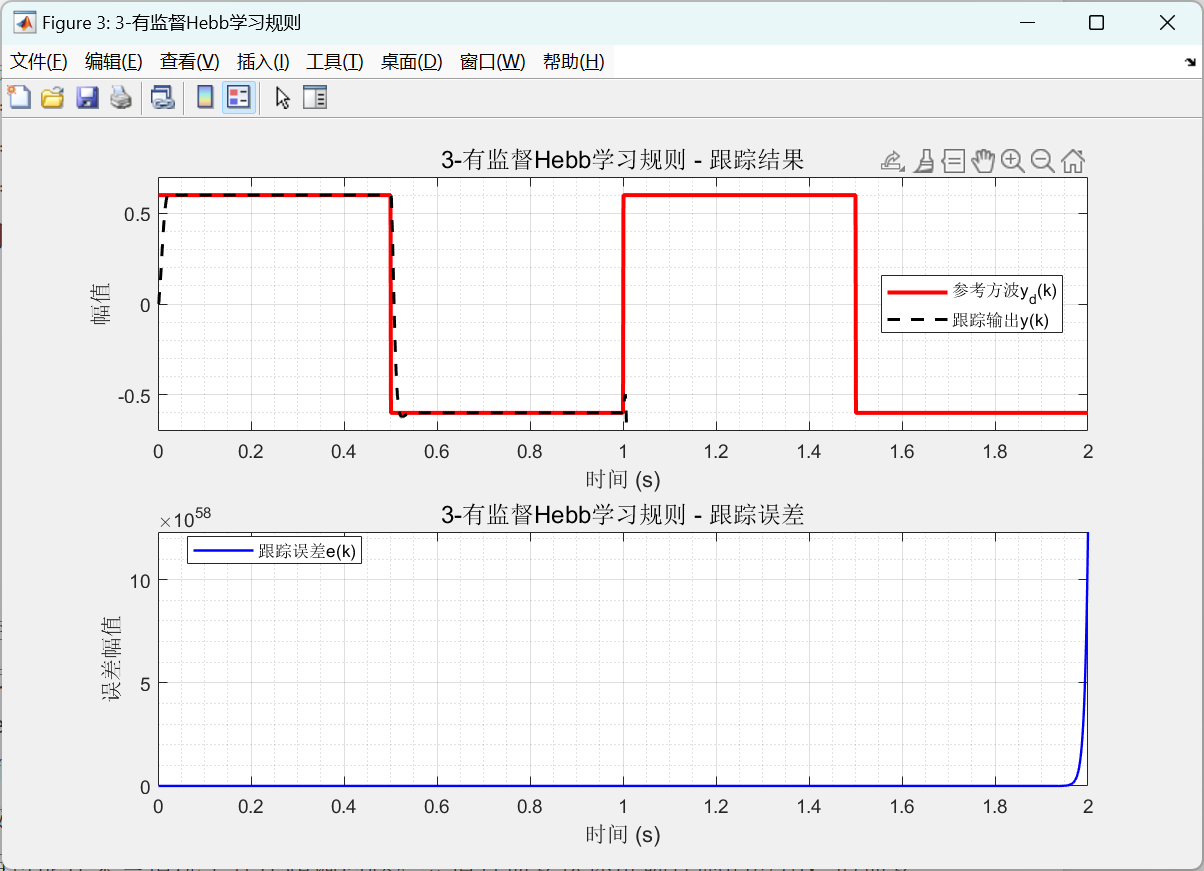 Figure 3: 3-有监督Hebb学习规则
文件(F) 编辑(E) 查看(V) 插入(I) 工具(T) 桌面(D) 窗口(W) 帮助(H)
3-有监督Hebb学习规则 - 跟踪结果
0.5
0
-0.5
幅值
参考方波y_d(k)
跟踪输出y(k)
0 0.2 0.4 0.6 0.8 1 1.2 1.4 1.6 1.8 2
时间 (s)
3-有监督Hebb学习规则 - 跟踪误差
×10^58
跟踪误差e(k)
10
5
0
误差幅值
0 0.2 0.4 0.6 0.8 1 1.2 1.4 1.6 1.8 2
时间 (s)